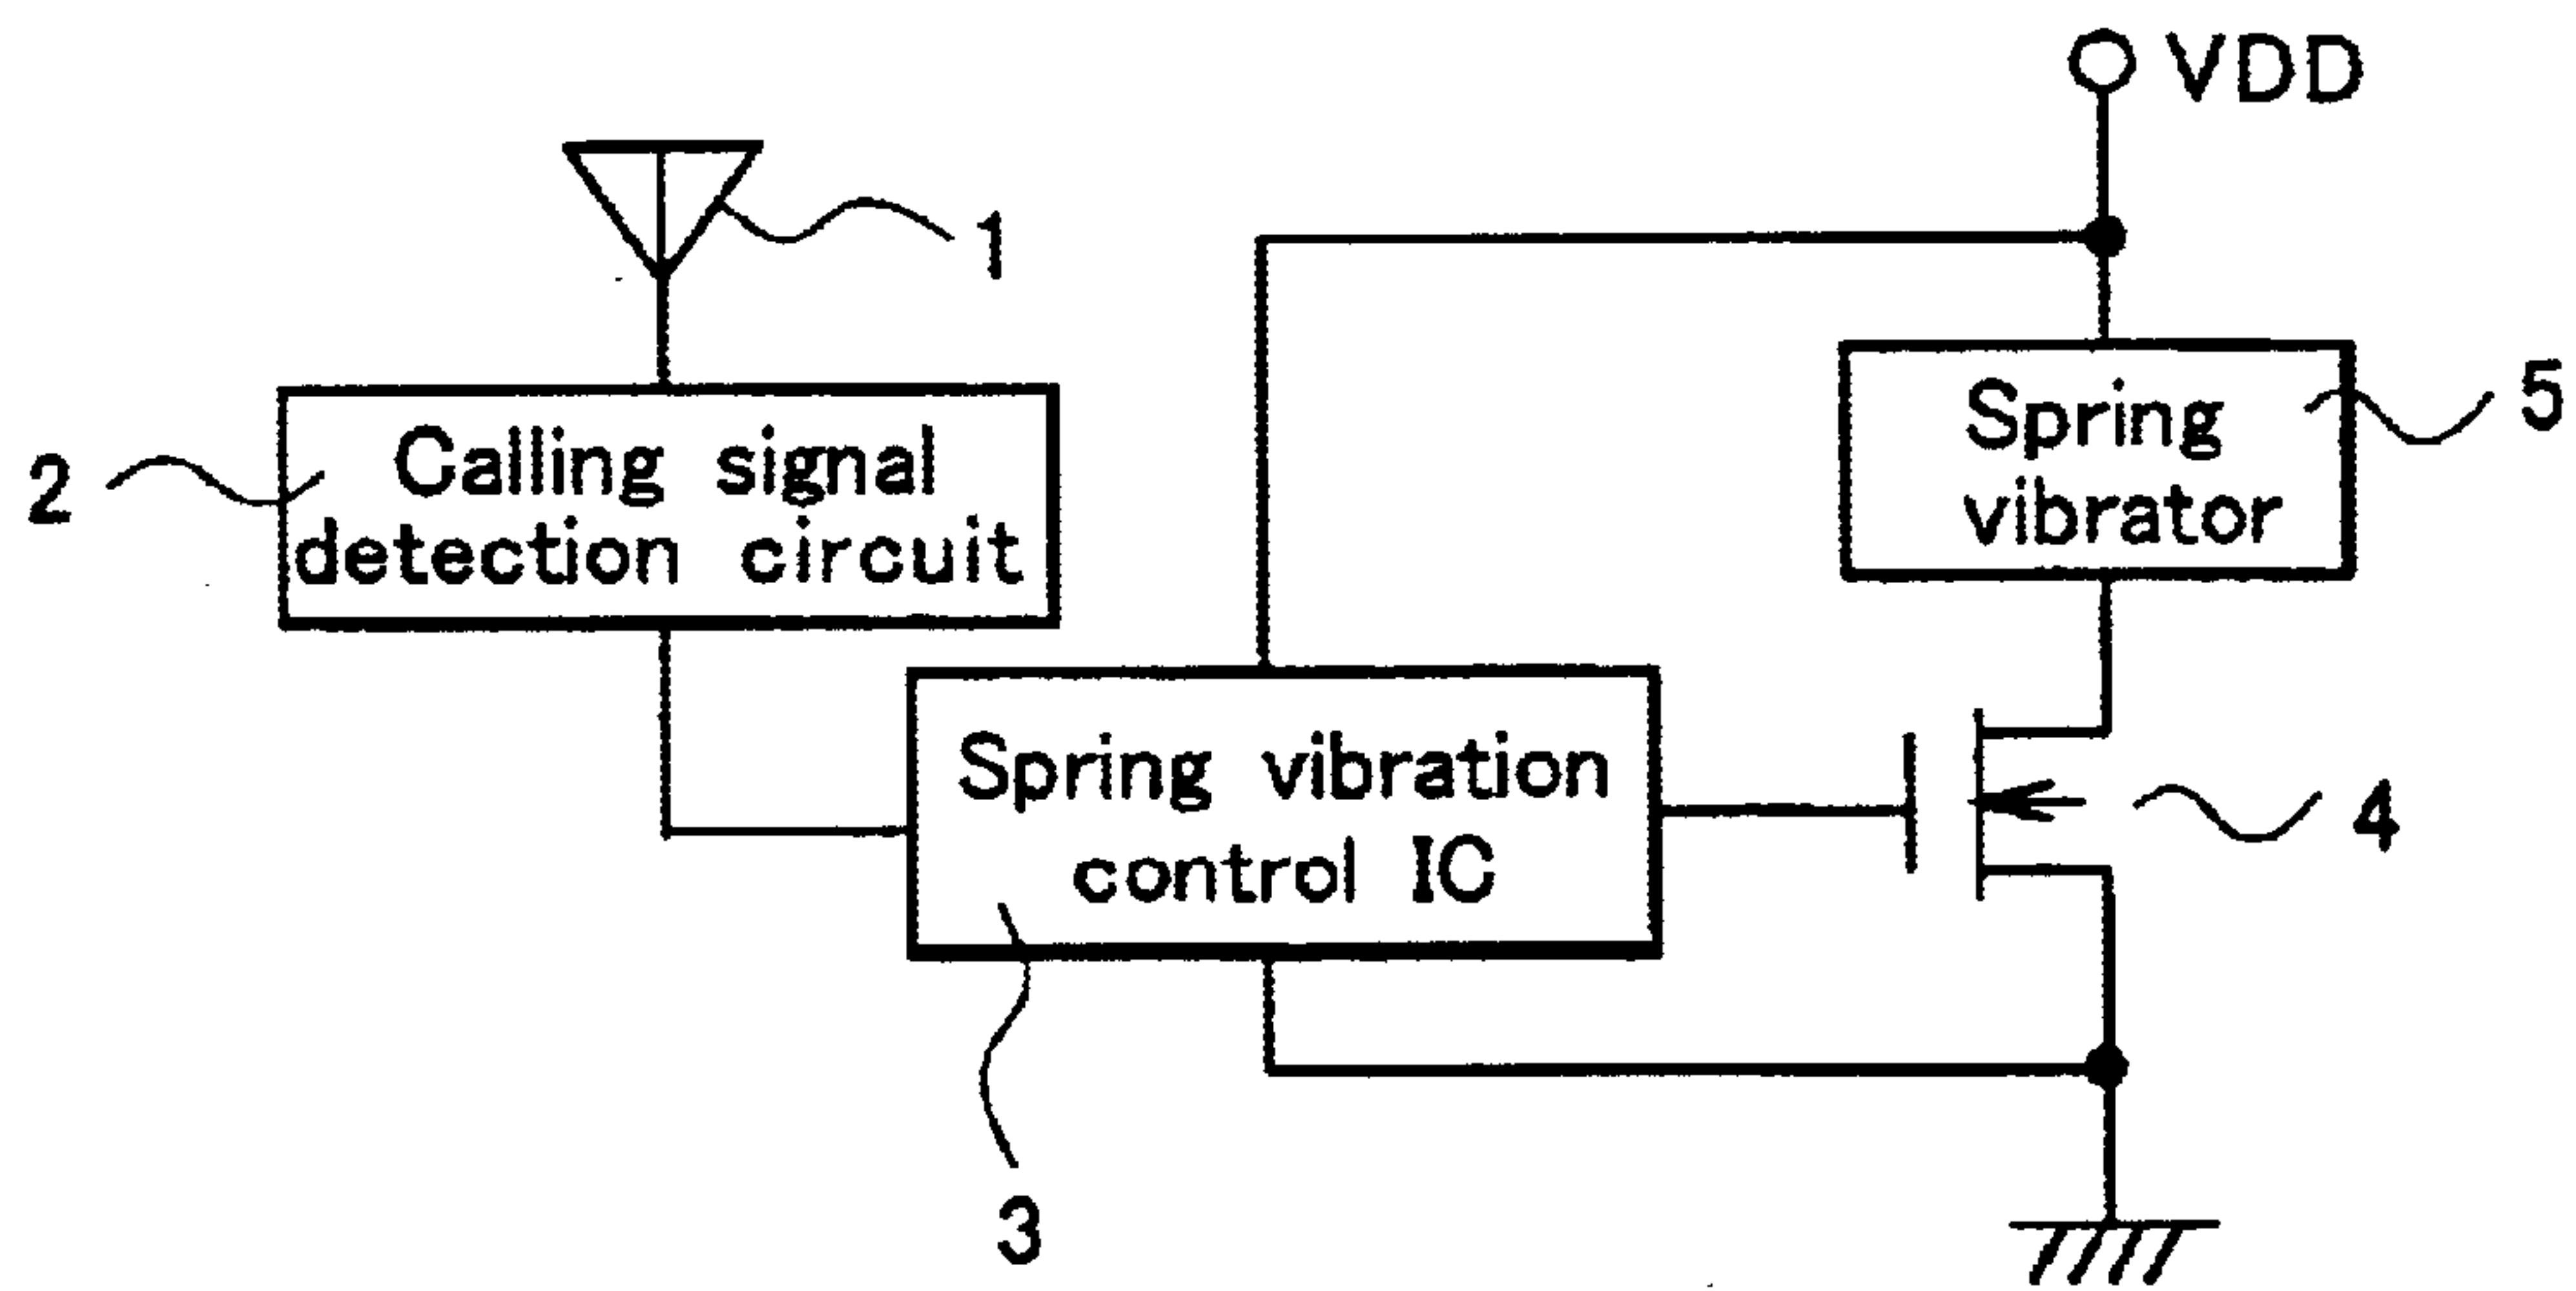 VDD
1
Calling signal
detection circuit
2
Spring
vibrator
5
Spring vibration
control IC
4
3